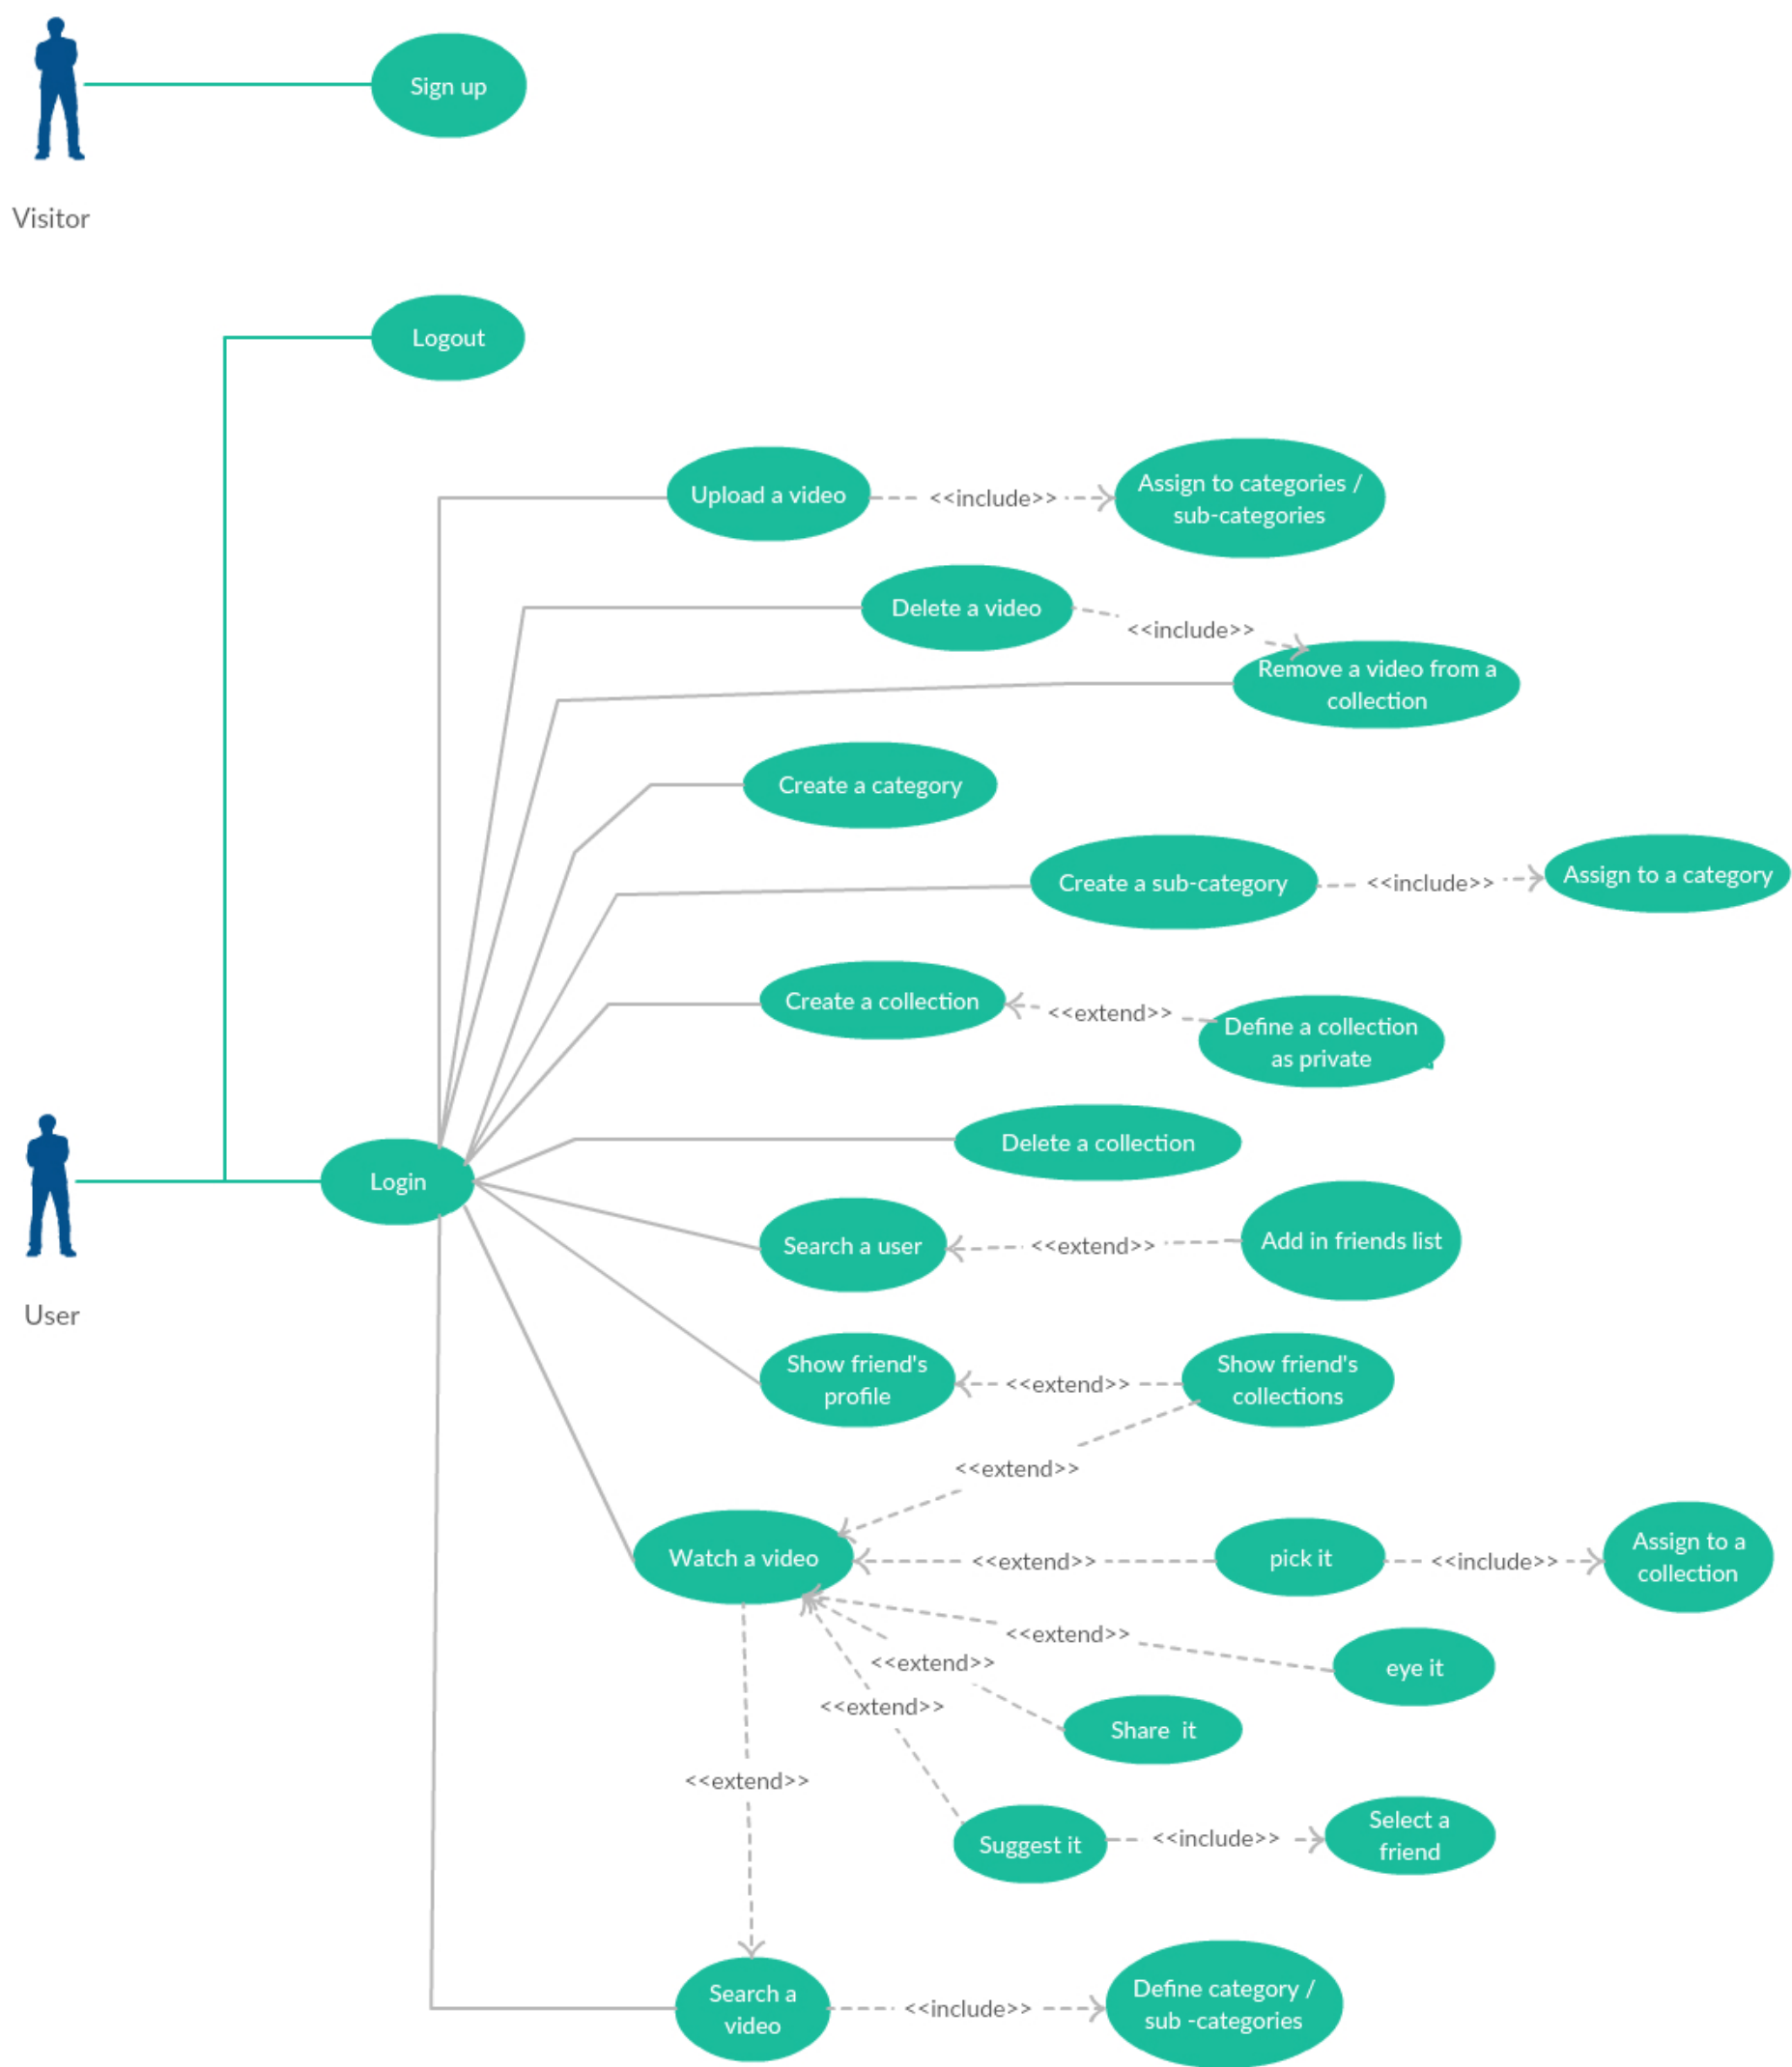 Sign up
Visitor
Logout
Upload a video
<<include>>
Assign to categories /
sub-categories
Delete a video
<<include>>
Remove a video from a
collection
Create a category
Create a sub-category
<<include>>
Assign to a category
Create a collection
<<extend>>
Define a collection
as private
Delete a collection
Login
User
Search a user
<<extend>>
Add in friends list
Show friend's
profile
<<extend>>
Show friend's
collections
<<extend>>
Watch a video
<<extend>>
pick it
<<include>>
Assign to a
collection
<<extend>>
eye it
<<extend>>
Share  it
<<extend>>
<<extend>>
Suggest it
<<include>>
Select a
friend
Search a
video
<<include>>
Define category /
sub -categories